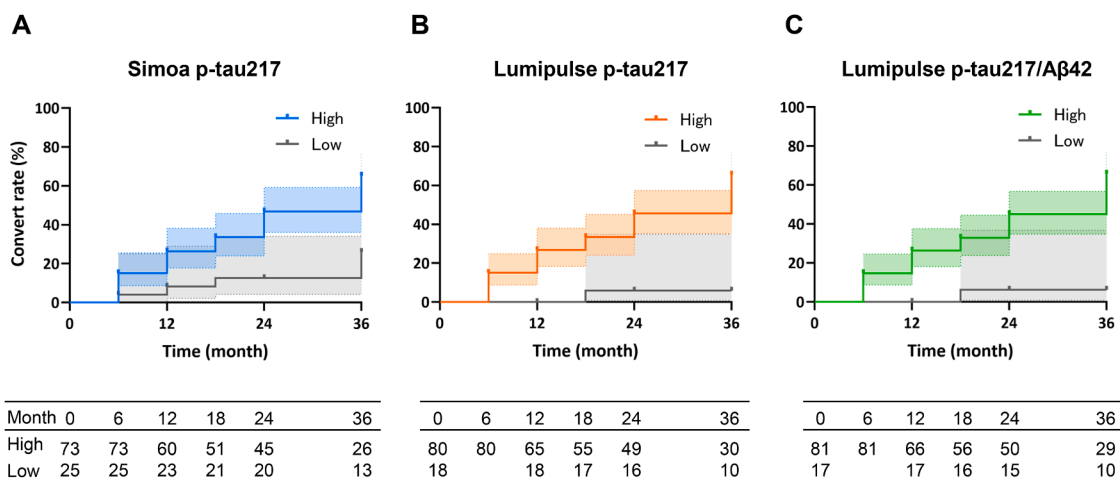 A
Simoa p-tau217
Convert rate (%)
100
80
60
40
20
0
High
Low
0 12 24 36
Time (month)
Month 0 6 12 18 24 36
High 73 73 60 51 45 26
Low 25 25 23 21 20 13
B
Lumipulse p-tau217
100
80
60
40
20
0
High
Low
0 12 24 36
Time (month)
0 6 12 18 24 36
80 80 65 55 49 30
18 18 17 16 10
C
Lumipulse p-tau217/Aβ42
100
80
60
40
20
0
High
Low
0 12 24 36
Time (month)
0 6 12 18 24 36
81 81 66 56 50 29
17 17 16 15 10